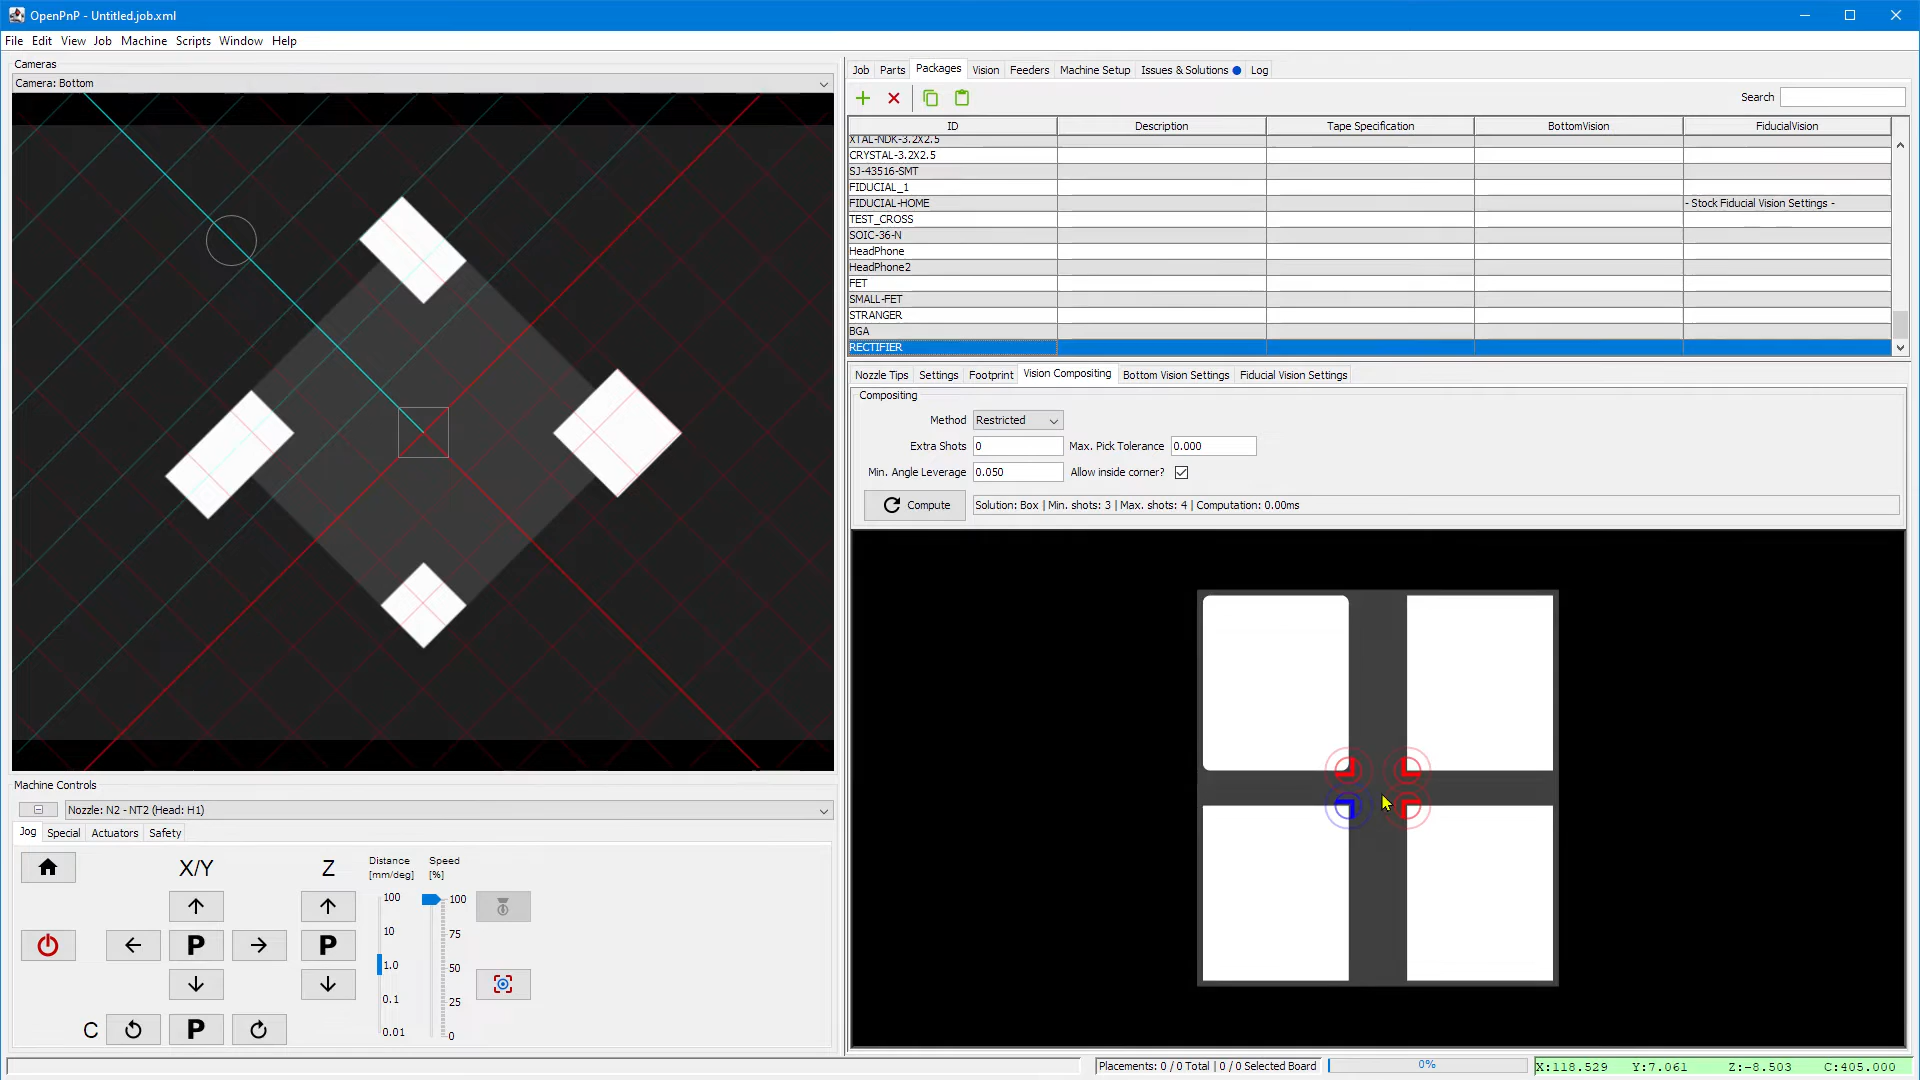 OpenPnP - Untitled.job.xml
File Edit View Job Machine Scripts Window Help
Cameras
Camera: Bottom
Job Parts Packages Vision Feeders Machine Setup Issues & Solutions Log
Search
ID Description Tape Specification BottomVision FiducialVision
XTAL-NDK-3.2X2.5
CRYSTAL-3.2X2.5
SJ-43516-SMT
FIDUCIAL_1
FIDUCIAL-HOME - Stock Fiducial Vision Settings -
TEST_CROSS
SOIC-36-N
HeadPhone
HeadPhone2
FET
SMALL-FET
STRANGER
BGA
RECTIFIER
Nozzle Tips Settings Footprint Vision Compositing Bottom Vision Settings Fiducial Vision Settings
Compositing
Method Restricted
Extra Shots 0 Max. Pick Tolerance 0.000
Min. Angle Leverage 0.050 Allow inside corner?
Compute Solution: Box | Min. shots: 3 | Max. shots: 4 | Computation: 0.00ms
Machine Controls
Nozzle: N2 - NT2 (Head: H1)
Jog Special Actuators Safety
X/Y Z Distance [mm/deg] Speed [%]
100 100
10 75
P P 1.0 50
0.1 25
0.01 0
C P
Placements: 0 / 0 Total | 0 / 0 Selected Board 0% X:118.529 Y:7.061 Z:-8.503 C:405.000